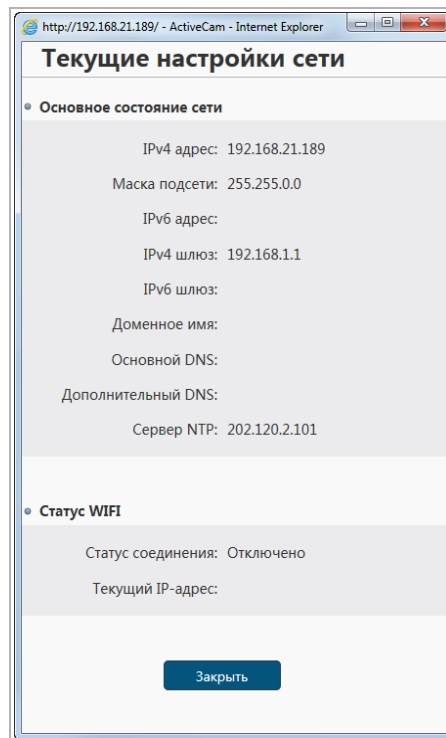 http://192.168.21.189/ - ActiveCam - Internet Explorer
Текущие настройки сети
Основное состояние сети
IPv4 адрес: 192.168.21.189
Маска подсети: 255.255.0.0
IPv6 адрес:
IPv4 шлюз: 192.168.1.1
IPv6 шлюз:
Доменное имя:
Основной DNS:
Дополнительный DNS:
Сервер NTP: 202.120.2.101
Статус WIFI
Статус соединения: Отключено
Текущий IP-адрес:
Закрыть